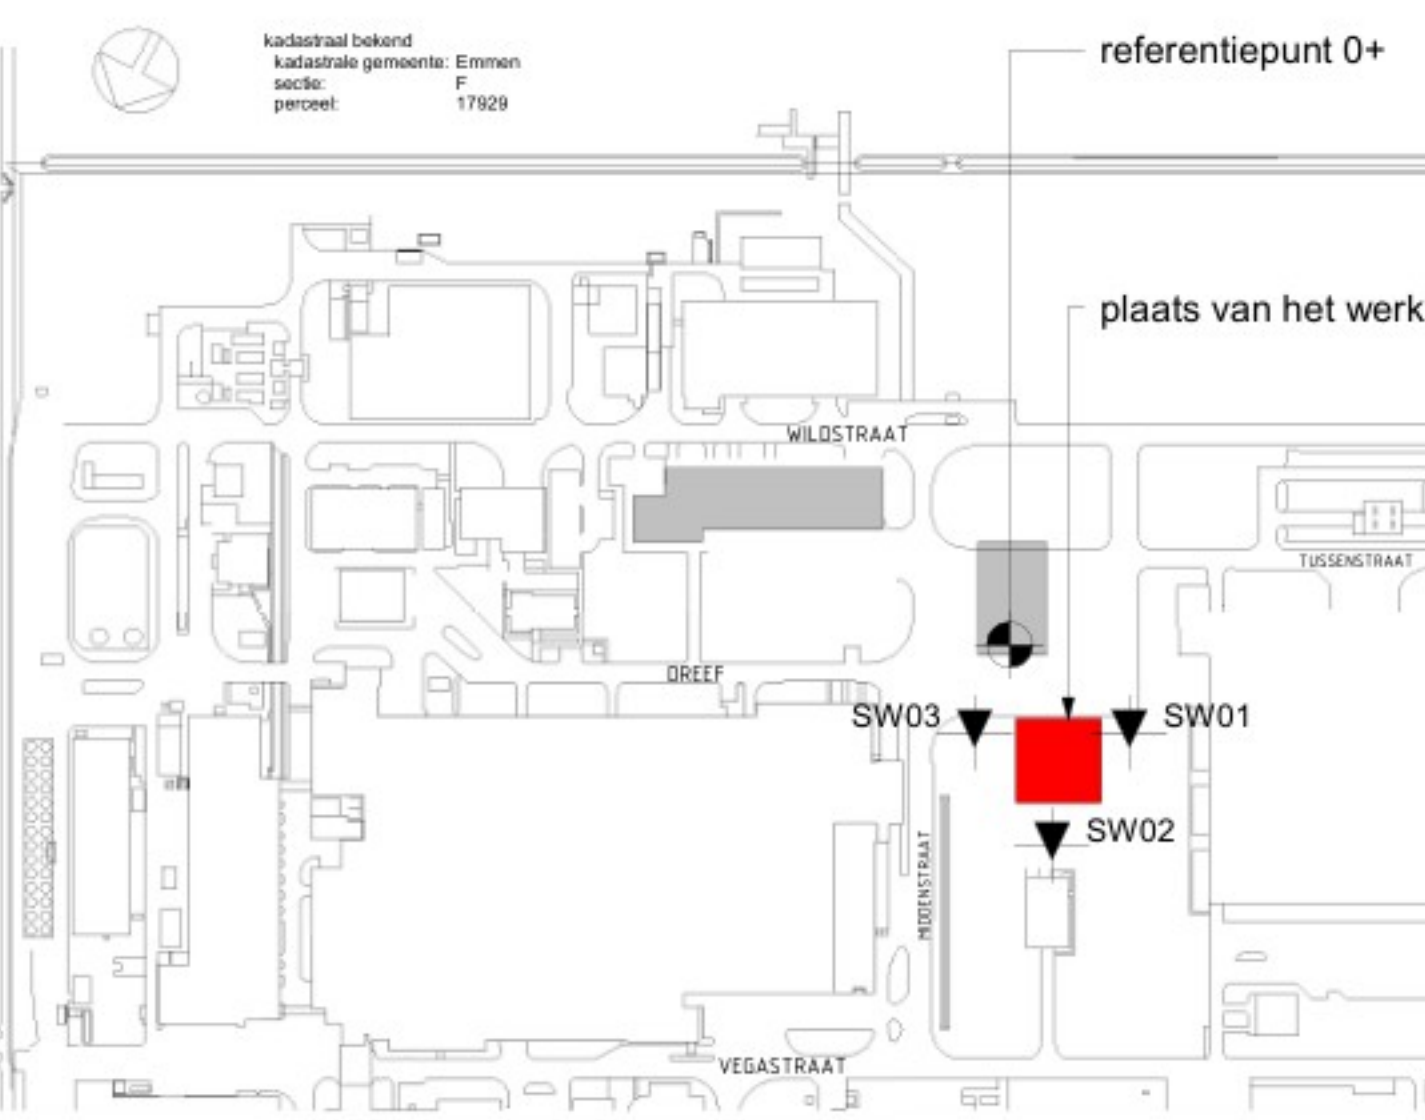 kadastraal bekend
kadastrale gemeente: Emmen
sectie: F
perceel: 17929
referentiepunt 0+
plaats van het werk
WILDSTRAAT
TUSSENSTRAAT
DREEF
SW03
SW01
SW02
MIDDENSTRAAT
VEGASTRAAT